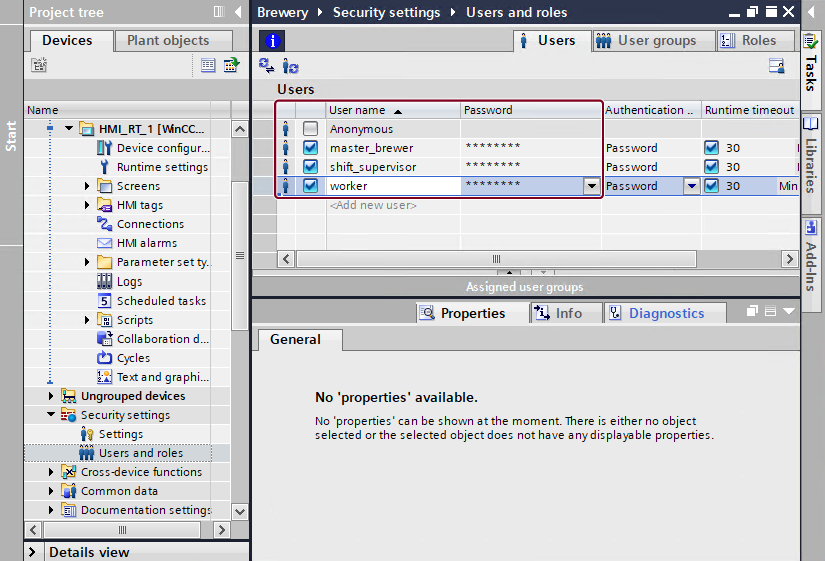 Project tree
Brewery ▸ Security settings ▸ Users and roles
Devices
Plant objects
Users
User groups
Roles
Start
Name
HMI_RT_1 [WinCC...
Device configur...
Runtime settings
Screens
HMI tags
Connections
HMI alarms
Parameter set ty...
Logs
Scheduled tasks
Scripts
Collaboration d...
Cycles
Text and graphi...
Ungrouped devices
Security settings
Settings
Users and roles
Cross-device functions
Common data
Documentation settings
Details view
Users
User name Password Authentication .. Runtime timeout
Anonymous
master_brewer ******** Password 30
shift_supervisor ******** Password 30
worker ******** Password 30 Min
<Add new user>
Assigned user groups
Properties
Info
Diagnostics
General
No 'properties' available.
No 'properties' can be shown at the moment. There is either no object
selected or the selected object does not have any displayable properties.
Tasks
Libraries
Add-Ins